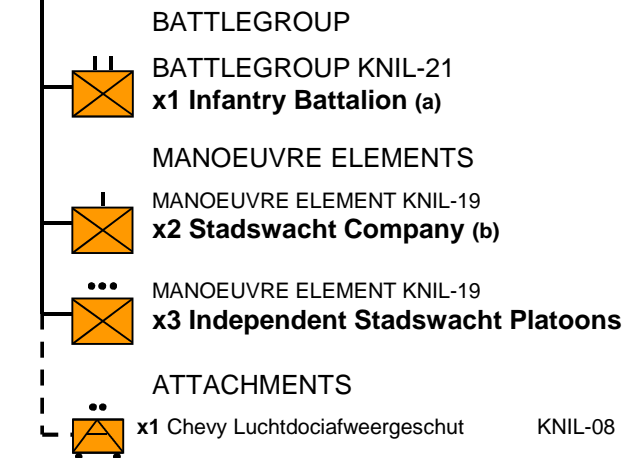 BATTLEGROUP
BATTLEGROUP KNIL-21
x1 Infantry Battalion (a)
MANOEUVRE ELEMENTS
MANOEUVRE ELEMENT KNIL-19
x2 Stadswacht Company (b)
MANOEUVRE ELEMENT KNIL-19
x3 Independent Stadswacht Platoons
ATTACHMENTS
x1 Chevy Luchtdociafweergeschut KNIL-08